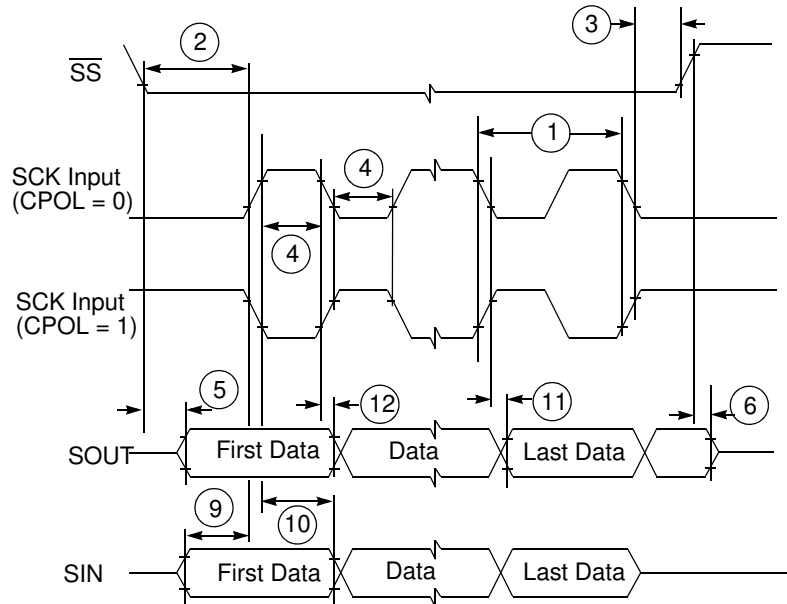 2
3
SS
1
SCK Input
(CPOL = 0)
4
4
SCK Input
(CPOL = 1)
5
12
11
6
SOUT
First Data
Data
Last Data
9
10
SIN
First Data
Data
Last Data